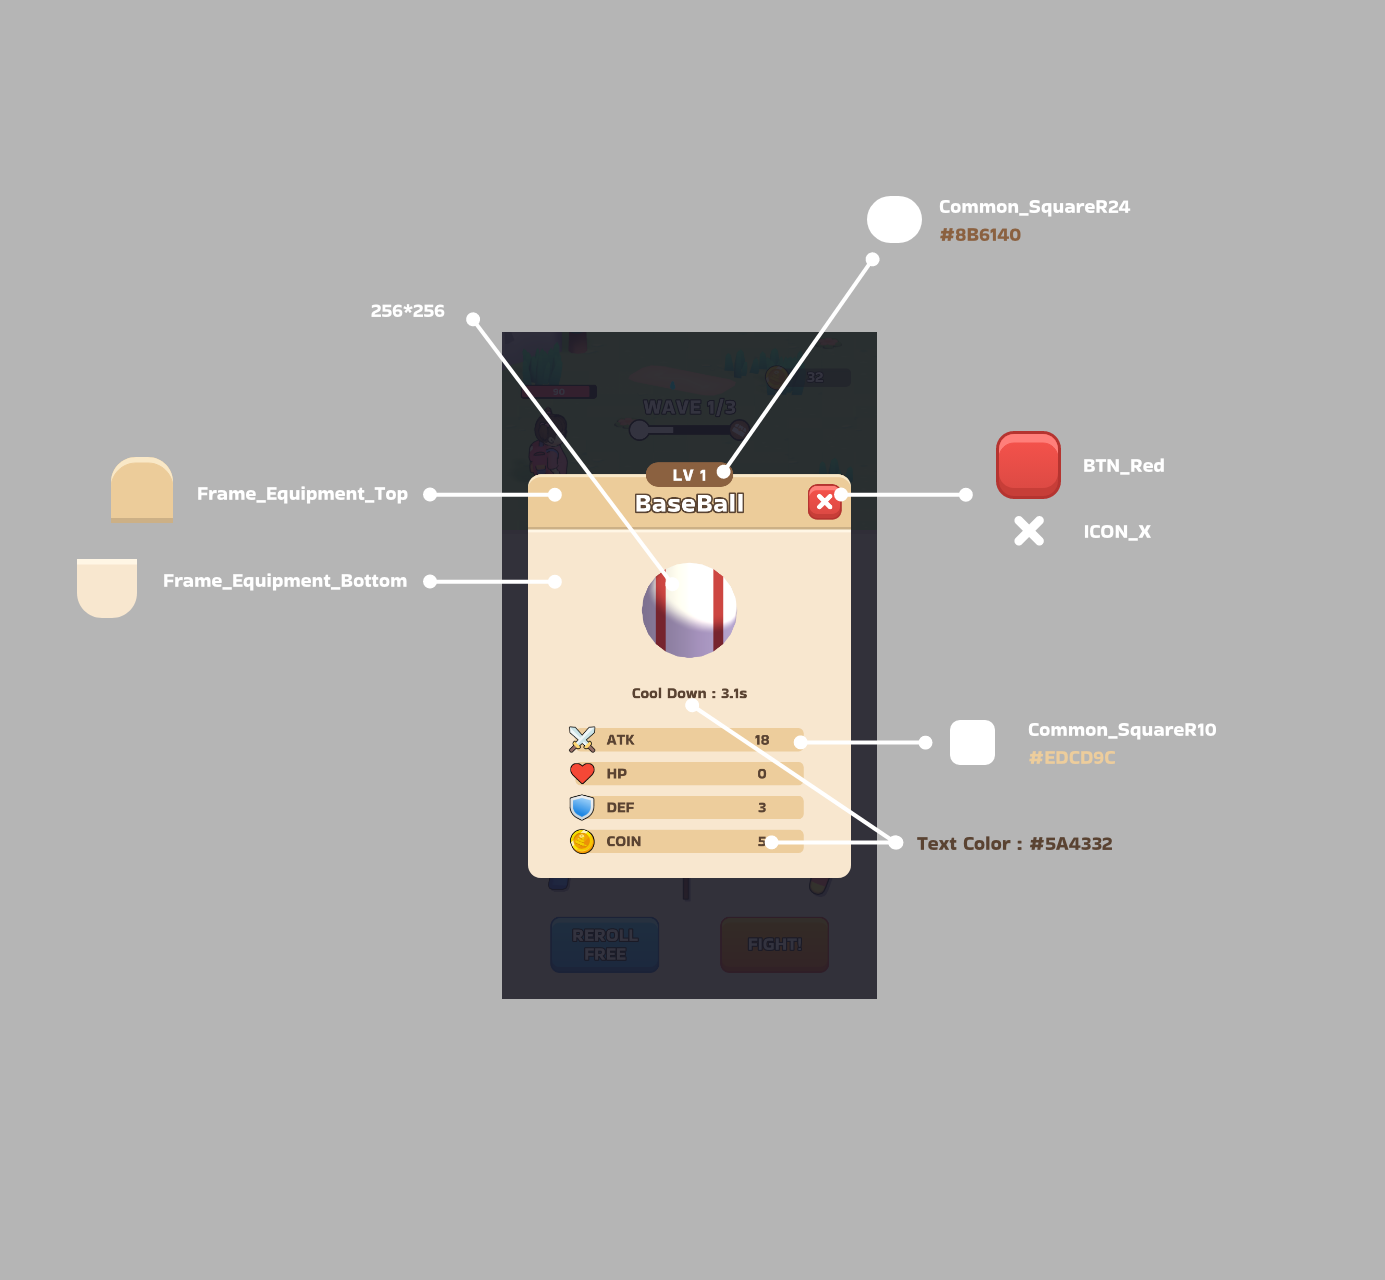 Common_SquareR24
#8B6140
256*256
32
90
WAVE 1/3
LV 1
BaseBall
BTN_Red
Frame_Equipment_Top
ICON_X
Frame_Equipment_Bottom
Cool Down : 3.1s
Common_SquareR10
#EDCD9C
ATK 18
HP 0
DEF 3
COIN 5
Text Color : #5A4332
REROLL
FREE
FIGHT!